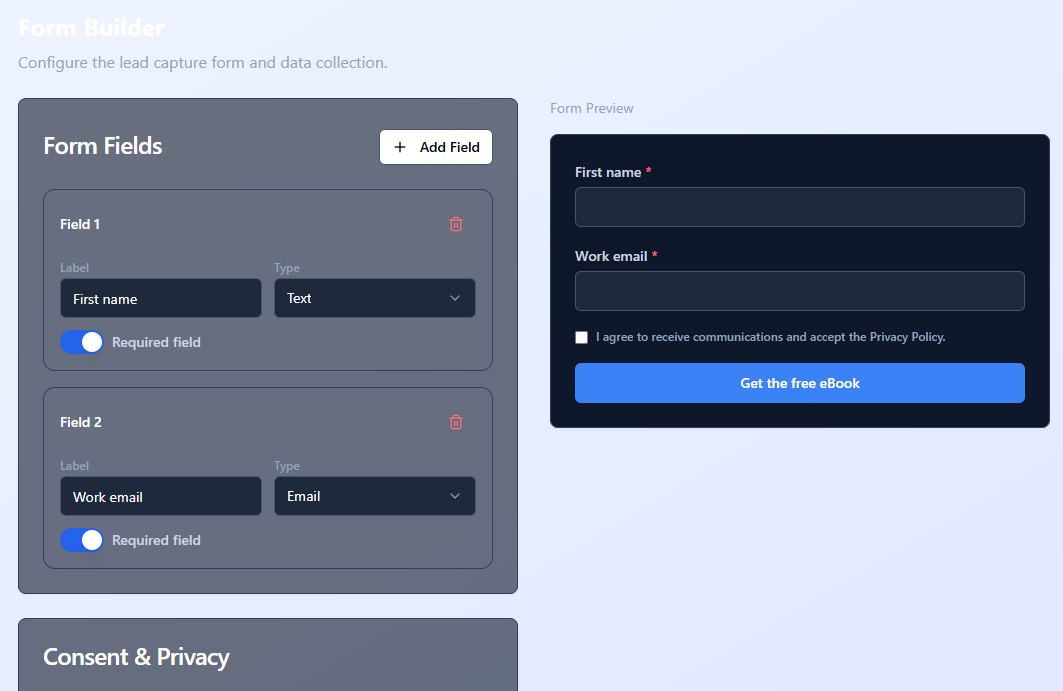 Form Builder
Configure the lead capture form and data collection.
Form Fields
+ Add Field
Field 1
Label
Type
First name
Text
Required field
Field 2
Label
Type
Work email
Email
Required field
Consent & Privacy
Form Preview
First name *
Work email *
I agree to receive communications and accept the Privacy Policy.
Get the free eBook